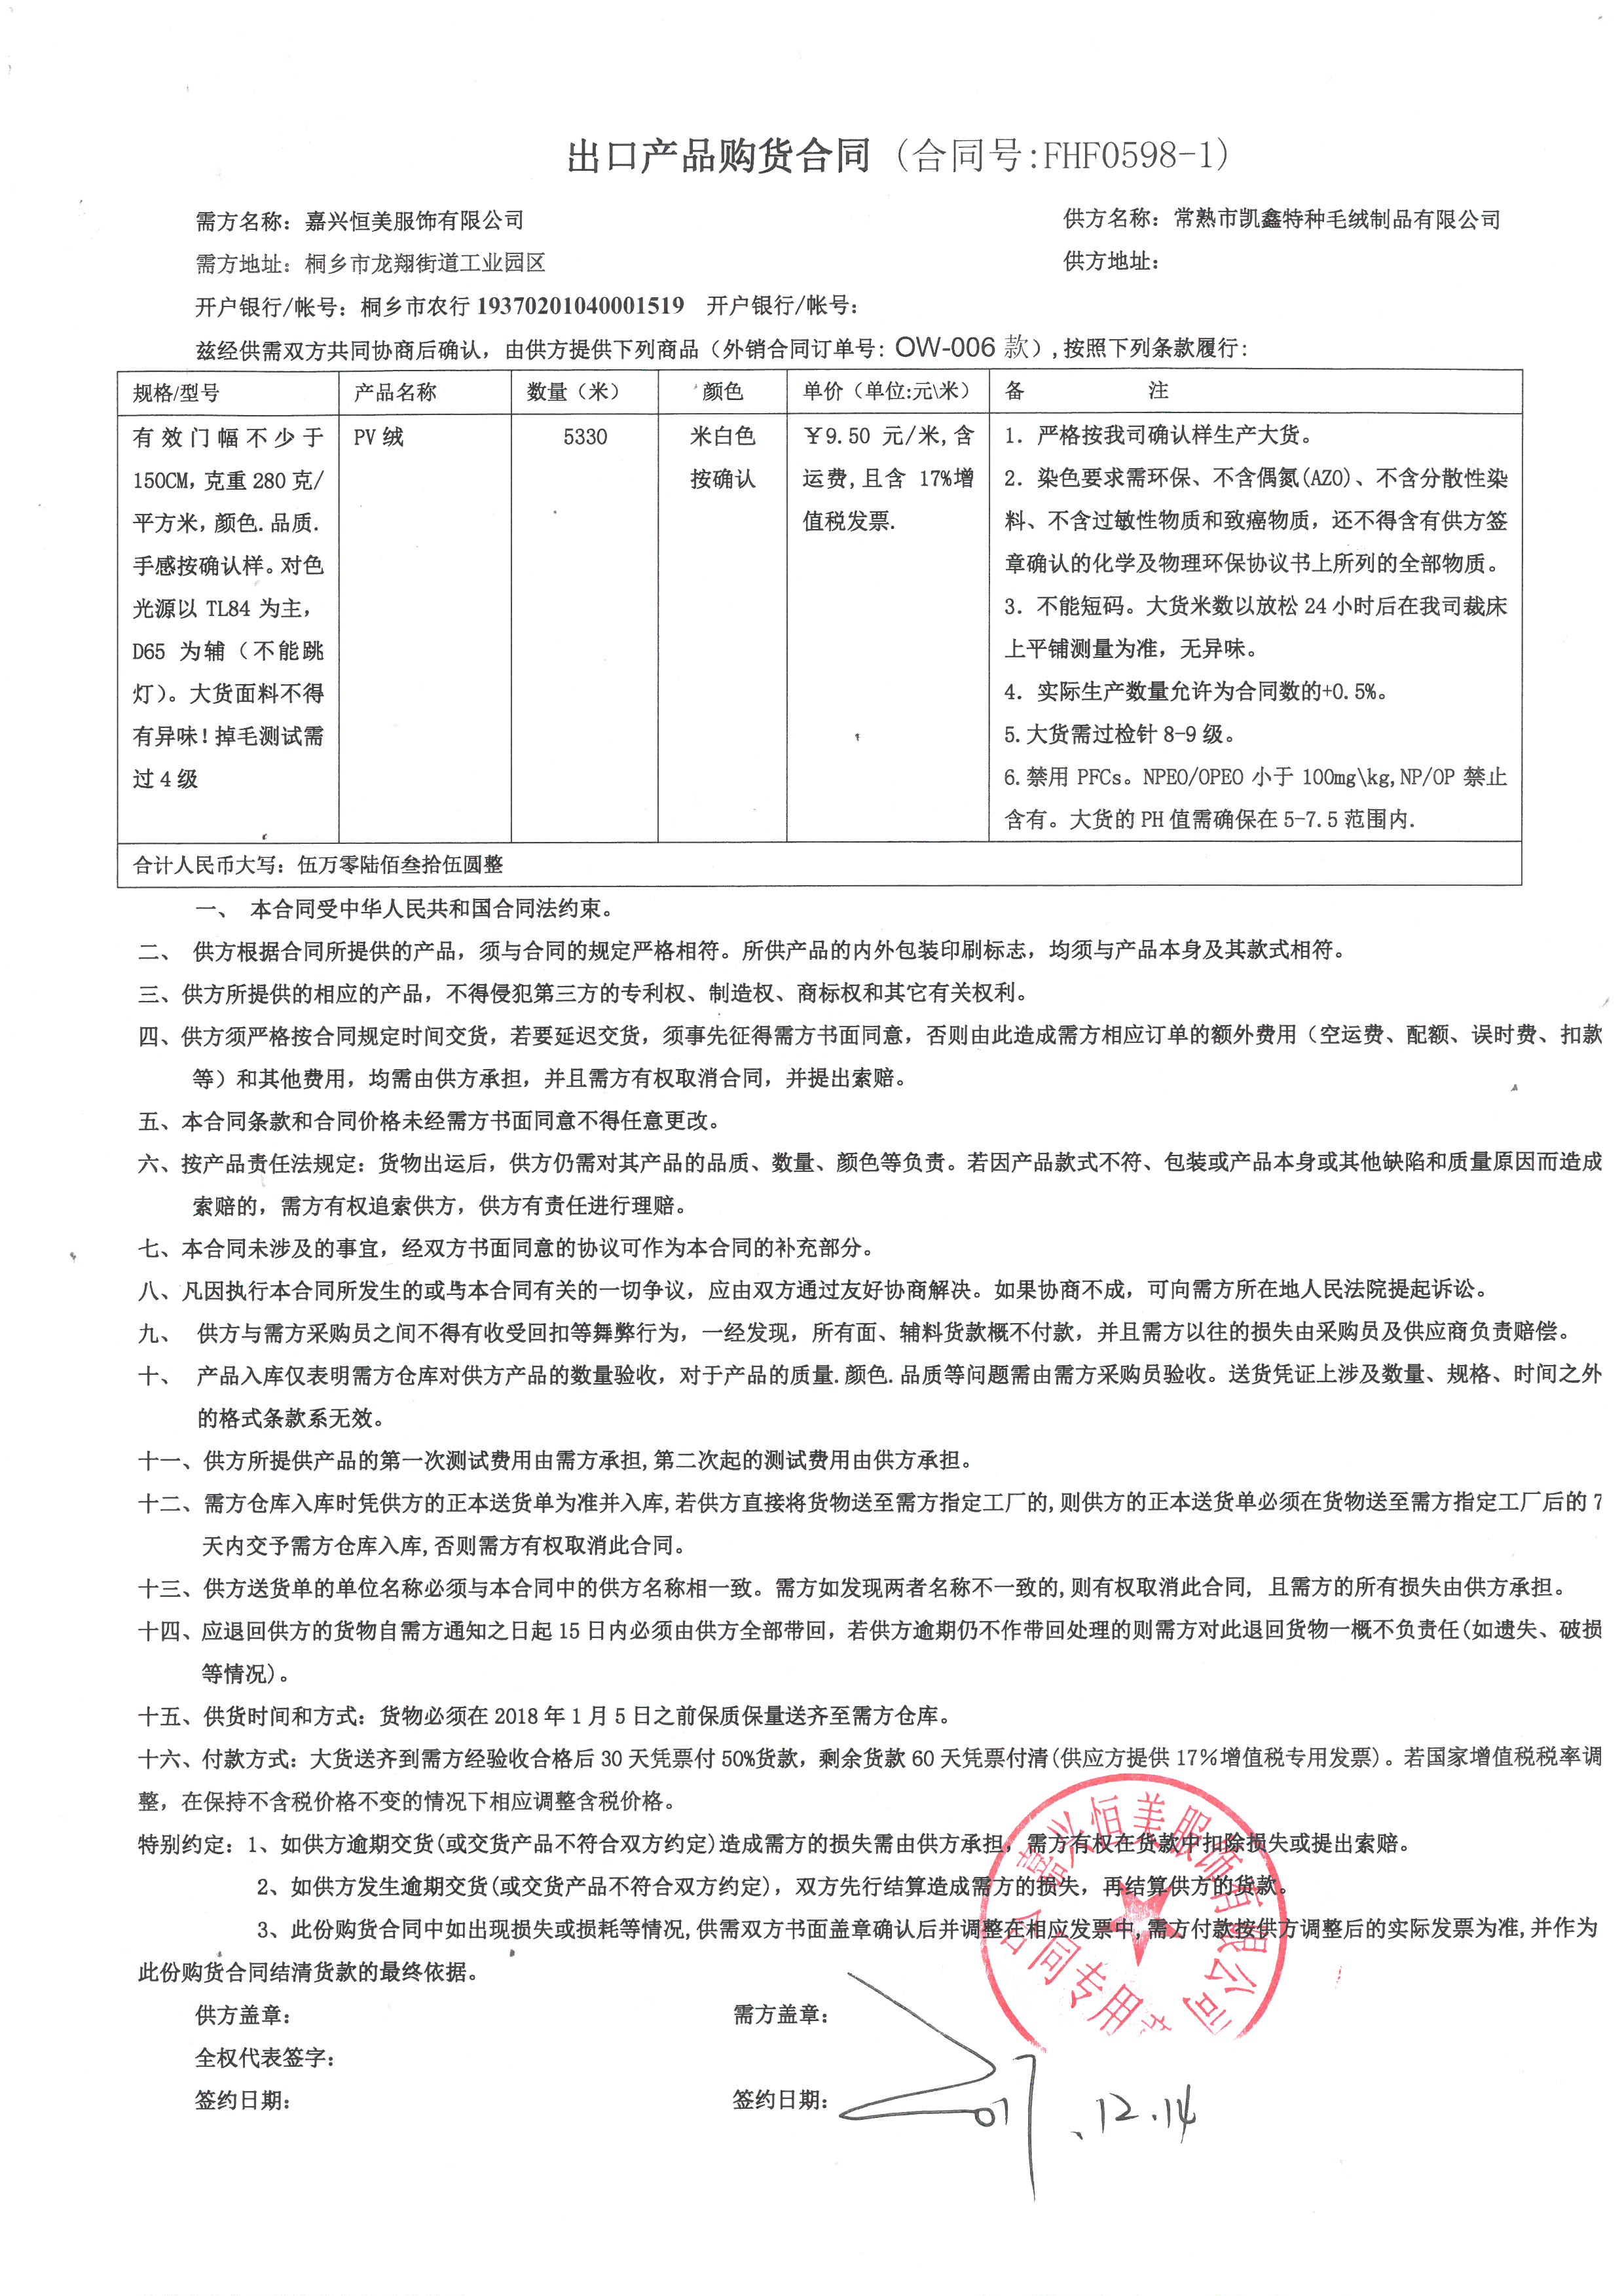 出口产品购货合同 (合同号:FHF0598-1)
需方名称：嘉兴恒美服饰有限公司 供方名称：常熟市凯鑫特种毛绒制品有限公司
需方地址：桐乡市龙翔街道工业园区 供方地址：
开户银行/帐号：桐乡市农行 19370201040001519 开户银行/帐号：
兹经供需双方共同协商后确认，由供方提供下列商品（外销合同订单号：OW-006 款）,按照下列条款履行：
规格/型号 产品名称 数量（米） 颜色 单价（单位:元\米） 备 注
有效门幅不少于
150CM，克重 280 克/
平方米，颜色.品质.
手感按确认样。对色
光源以 TL84 为主，
D65 为辅（不能跳
灯）。大货面料不得
有异味！掉毛测试需
过 4 级
PV 绒
5330
米白色
按确认
￥9.50 元/米,含
运费,且含 17%增
值税发票.
1．严格按我司确认样生产大货。
2．染色要求需环保、不含偶氮(AZO)、不含分散性染
料、不含过敏性物质和致癌物质，还不得含有供方签
章确认的化学及物理环保协议书上所列的全部物质。
3．不能短码。大货米数以放松 24 小时后在我司裁床
上平铺测量为准，无异味。
4．实际生产数量允许为合同数的+0.5%。
5.大货需过检针 8-9 级。
6.禁用 PFCs。NPEO/OPEO 小于 100mg\kg,NP/OP 禁止
含有。大货的 PH 值需确保在 5-7.5 范围内.
合计人民币大写：伍万零陆佰叁拾伍圆整
一、 本合同受中华人民共和国合同法约束。
二、 供方根据合同所提供的产品，须与合同的规定严格相符。所供产品的内外包装印刷标志，均须与产品本身及其款式相符。
三、供方所提供的相应的产品，不得侵犯第三方的专利权、制造权、商标权和其它有关权利。
四、供方须严格按合同规定时间交货，若要延迟交货，须事先征得需方书面同意，否则由此造成需方相应订单的额外费用（空运费、配额、误时费、扣款
等）和其他费用，均需由供方承担，并且需方有权取消合同，并提出索赔。
五、本合同条款和合同价格未经需方书面同意不得任意更改。
六、按产品责任法规定：货物出运后，供方仍需对其产品的品质、数量、颜色等负责。若因产品款式不符、包装或产品本身或其他缺陷和质量原因而造成
索赔的，需方有权追索供方，供方有责任进行理赔。
七、本合同未涉及的事宜，经双方书面同意的协议可作为本合同的补充部分。
八、凡因执行本合同所发生的或与本合同有关的一切争议，应由双方通过友好协商解决。如果协商不成，可向需方所在地人民法院提起诉讼。
九、 供方与需方采购员之间不得有收受回扣等舞弊行为，一经发现，所有面、辅料货款概不付款，并且需方以往的损失由采购员及供应商负责赔偿。
十、 产品入库仅表明需方仓库对供方产品的数量验收，对于产品的质量.颜色.品质等问题需由需方采购员验收。送货凭证上涉及数量、规格、时间之外
的格式条款系无效。
十一、供方所提供产品的第一次测试费用由需方承担,第二次起的测试费用由供方承担。
十二、需方仓库入库时凭供方的正本送货单为准并入库,若供方直接将货物送至需方指定工厂的,则供方的正本送货单必须在货物送至需方指定工厂后的 7
天内交予需方仓库入库,否则需方有权取消此合同。
十三、供方送货单的单位名称必须与本合同中的供方名称相一致。需方如发现两者名称不一致的,则有权取消此合同, 且需方的所有损失由供方承担。
十四、应退回供方的货物自需方通知之日起 15 日内必须由供方全部带回，若供方逾期仍不作带回处理的则需方对此退回货物一概不负责任(如遗失、破损
等情况)。
十五、供货时间和方式：货物必须在 2018 年 1 月 5 日之前保质保量送齐至需方仓库。
十六、付款方式：大货送齐到需方经验收合格后 30 天凭票付 50%货款，剩余货款 60 天凭票付清(供应方提供 17%增值税专用发票)。若国家增值税税率调
整，在保持不含税价格不变的情况下相应调整含税价格。
特别约定：1、如供方逾期交货(或交货产品不符合双方约定)造成需方的损失需由供方承担，需方有权在货款中扣除损失或提出索赔。
2、如供方发生逾期交货(或交货产品不符合双方约定)，双方先行结算造成需方的损失，再结算供方的货款。
3、此份购货合同中如出现损失或损耗等情况,供需双方书面盖章确认后并调整在相应发票中,需方付款按供方调整后的实际发票为准,并作为
此份购货合同结清货款的最终依据。
嘉兴恒美服饰有限公司
合同专用章
供方盖章： 需方盖章：
全权代表签字：
签约日期： 签约日期：
12.14